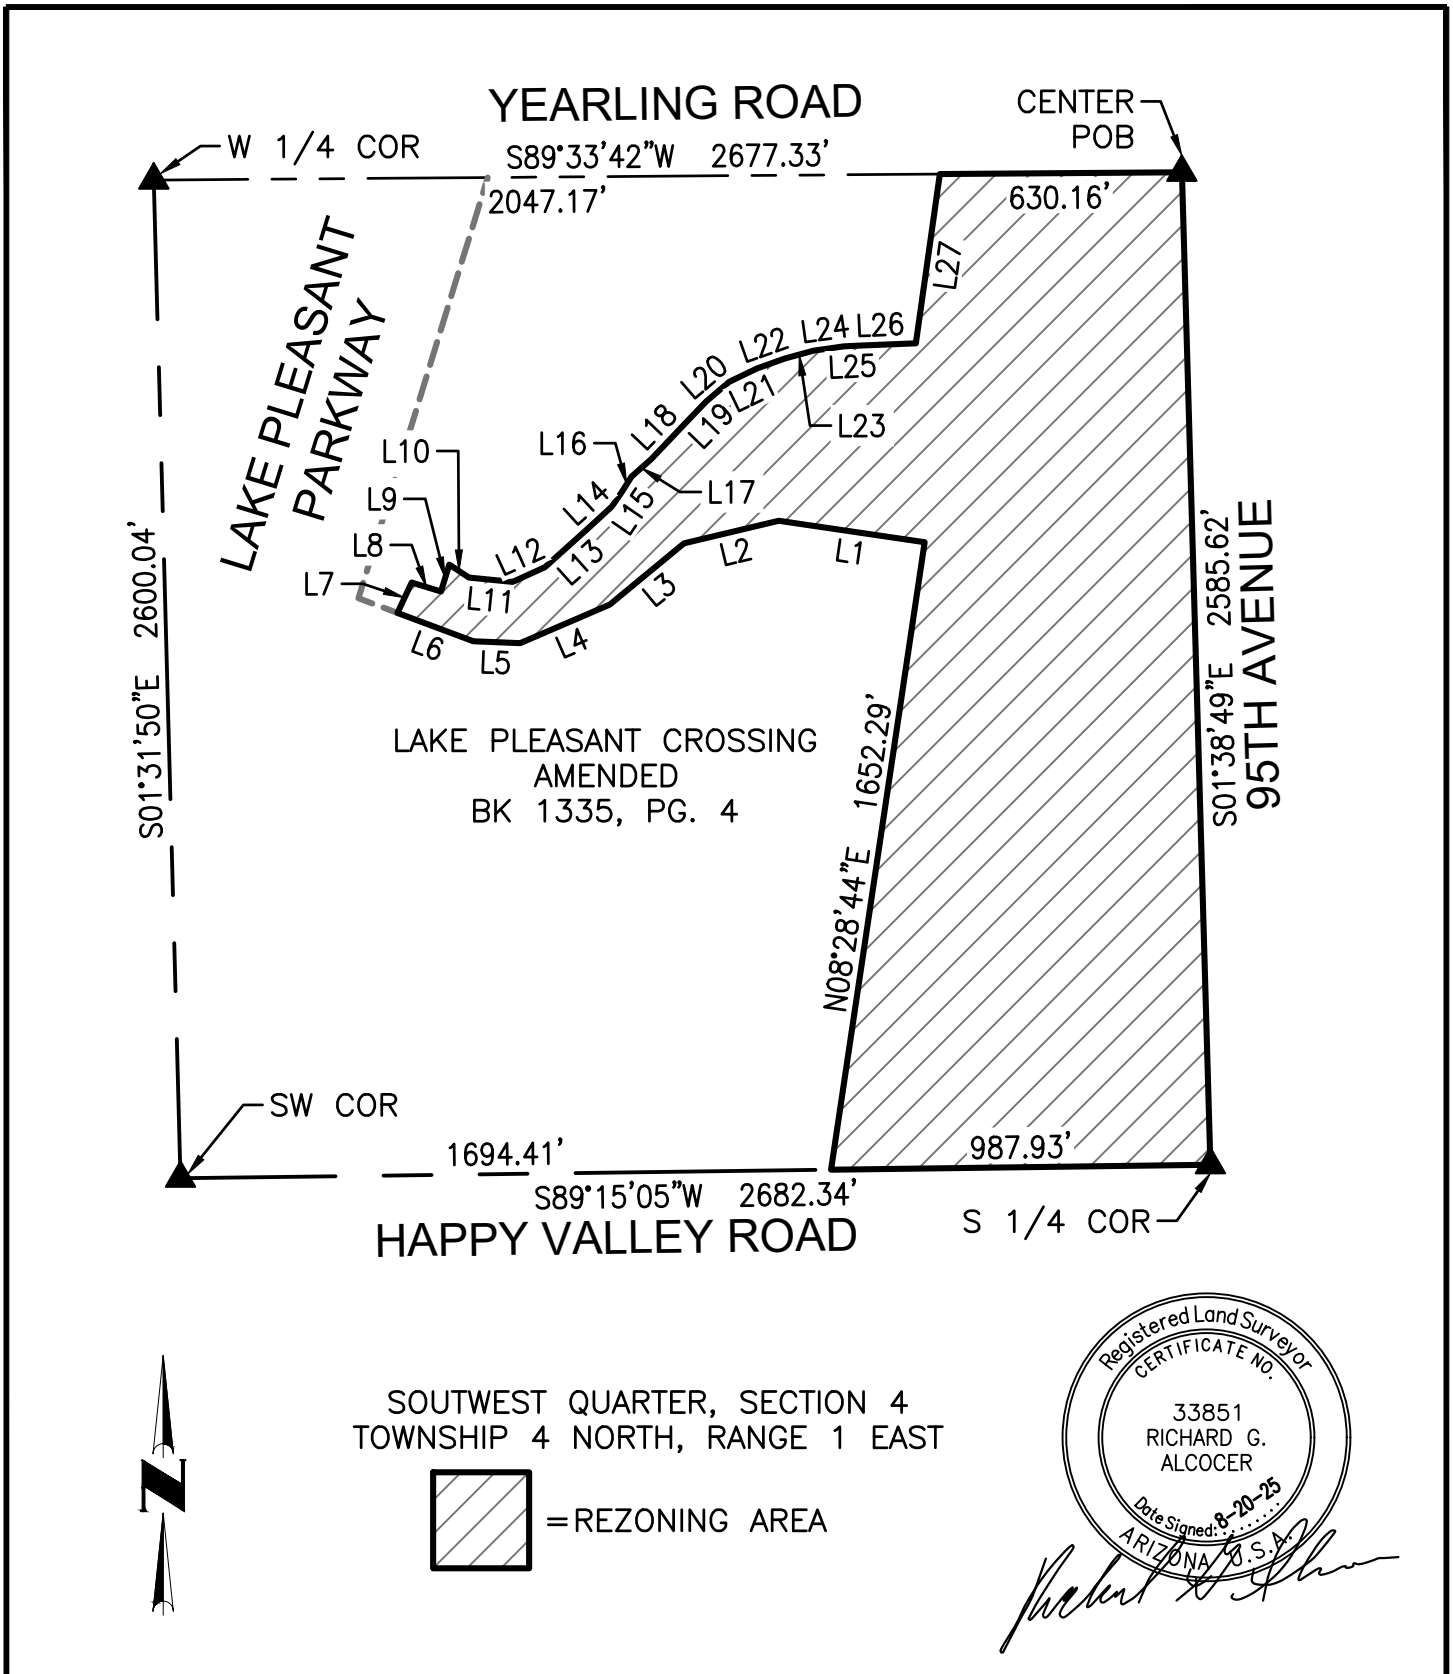 YEARLING ROAD
CENTER
POB
W 1/4 COR
S89°33'42"W 2677.33'
2047.17'
630.16'
LAKE PLEASANT
PARKWAY
L27
L26
L25
L24
L23
L22
L21
L20
L19
L18
L17
L16
L15
L14
L13
L12
L11
L10
L9
L8
L7
L6
L5
L4
L3
L2
L1
S01°31'50"E 2600.04'
S01°38'49"E 2585.62'
95TH AVENUE
LAKE PLEASANT CROSSING
AMENDED
BK 1335, PG. 4
N08°28'44"E 1652.29'
SW COR
1694.41'
987.93'
S89°15'05"W 2682.34'
HAPPY VALLEY ROAD
S 1/4 COR
SOUTWEST QUARTER, SECTION 4
TOWNSHIP 4 NORTH, RANGE 1 EAST
=REZONING AREA
N
Registered Land Surveyor
CERTIFICATE NO.
33851
RICHARD G.
ALCOCER
Date Signed: 8-20-25
ARIZONA U.S.A.